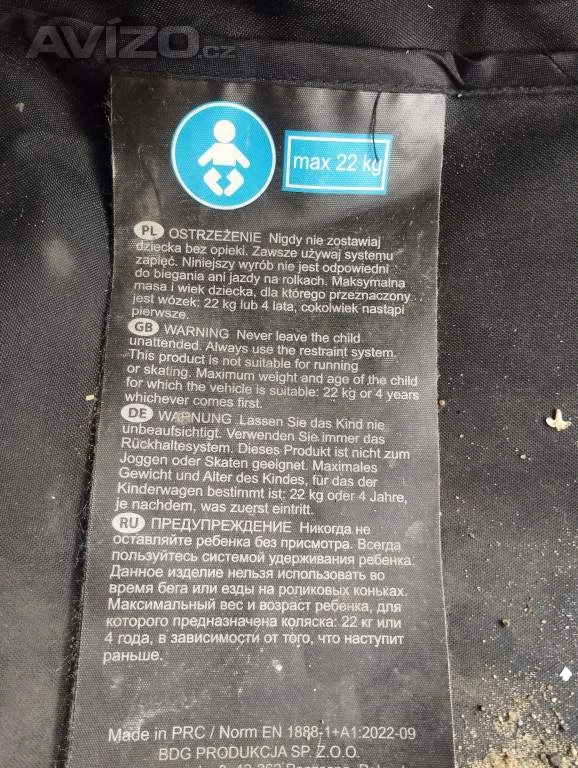 AVÍZO.cz
max 22 kg
PL OSTRZEŻENIE Nigdy nie zostawiaj
dziecka bez opieki. Zawsze używaj systemu
zapięć. Niniejszy wyrób nie jest odpowiedni
do biegania ani jazdy na rolkach. Maksymalna
masa i wiek dziecka, dla którego przeznaczony
jest wózek: 22 kg lub 4 lata, cokolwiek nastąpi
pierwsze.
GB WARNING Never leave the child
unattended. Always use the restraint system.
This product is not suitable for running
or skating. Maximum weight and age of the child
for which the vehicle is suitable: 22 kg or 4 years
whichever comes first.
DE WARNUNG Lassen Sie das Kind nie
unbeaufsichtigt. Verwenden Sie immer das
Rückhaltesystem. Dieses Produkt ist nicht zum
Joggen oder Skaten geeignet. Maximales
Gewicht und Alter des Kindes, für das der
Kinderwagen bestimmt ist; 22 kg oder 4 Jahre,
je nachdem, was zuerst eintritt.
RU ПРЕДУПРЕЖДЕНИЕ Никогда не
оставляйте ребенка без присмотра. Всегда
пользуйтесь системой удерживания ребенка:
Данное изделие нельзя использовать во
время бега или езды на роликовых коньках.
Максимальный вес и возраст ребенка, для
которого предназначена коляска: 22 кг или
4 года, в зависимости от того, что наступит
раньше.
Made in PRC / Norm EN 1888-1+A1:2022-09
BDG PRODUKCJA SP. Z.O.O.